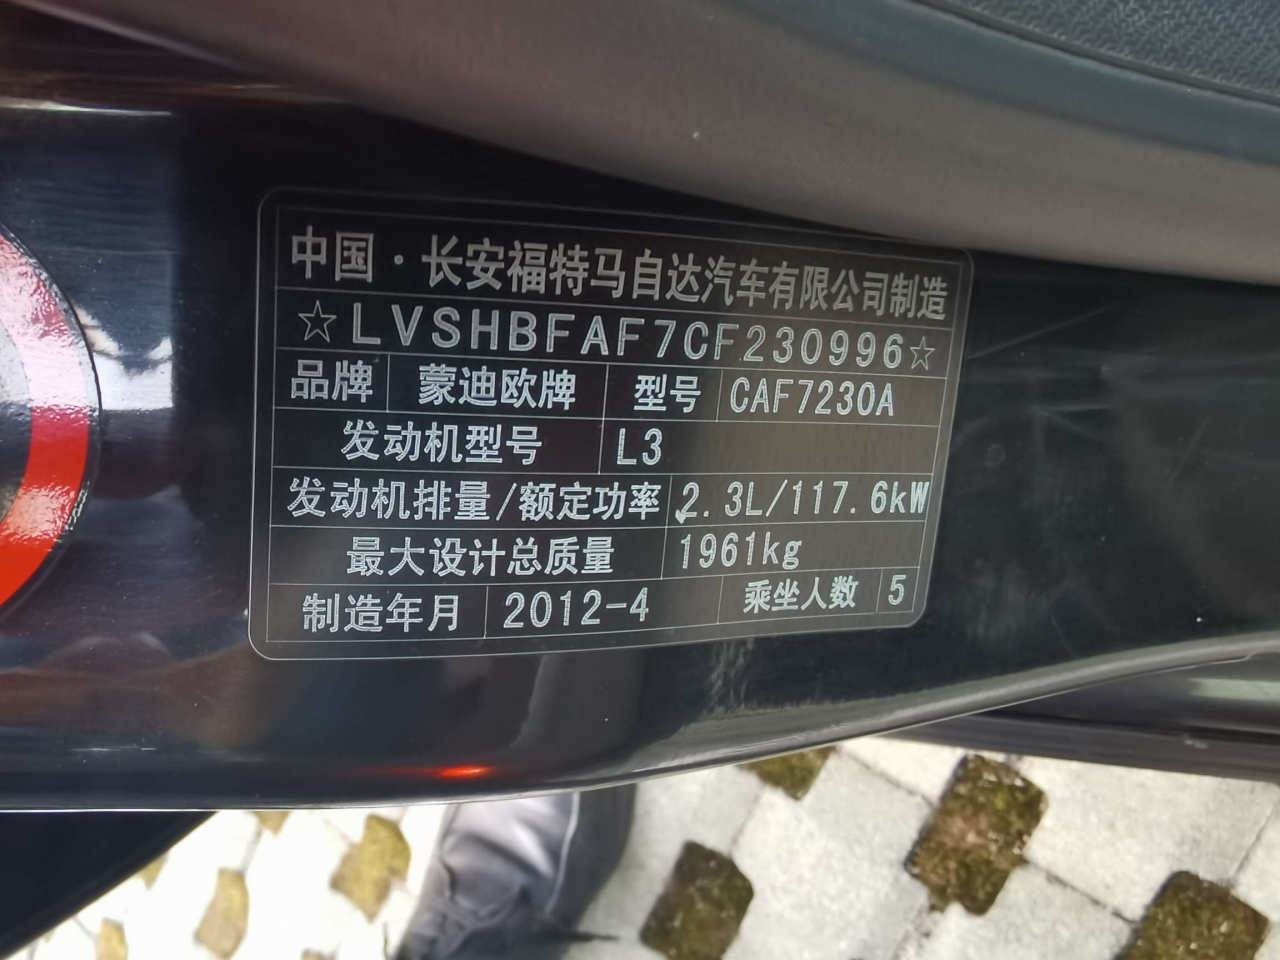 中国·长安福特马自达汽车有限公司制造
☆LVSHBFAF7CF230996☆
品牌 蒙迪欧牌 型号 CAF7230A
发动机型号 L3
发动机排量/额定功率 2.3L/117.6kW
最大设计总质量 1961kg
制造年月 2012-4 乘坐人数 5